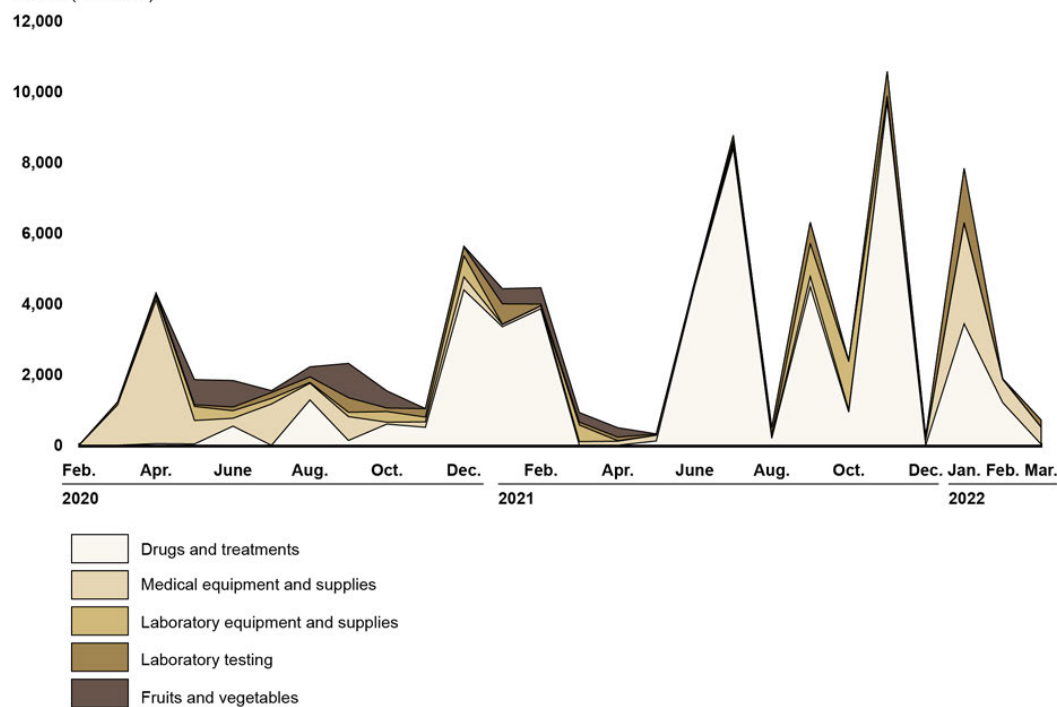 12,000
10,000
8,000
6,000
4,000
2,000
0
Feb. Apr. June Aug. Oct. Dec. Feb. Apr. June Aug. Oct. Dec. Jan. Feb. Mar.
2020 2021 2022
Drugs and treatments
Medical equipment and supplies
Laboratory equipment and supplies
Laboratory testing
Fruits and vegetables